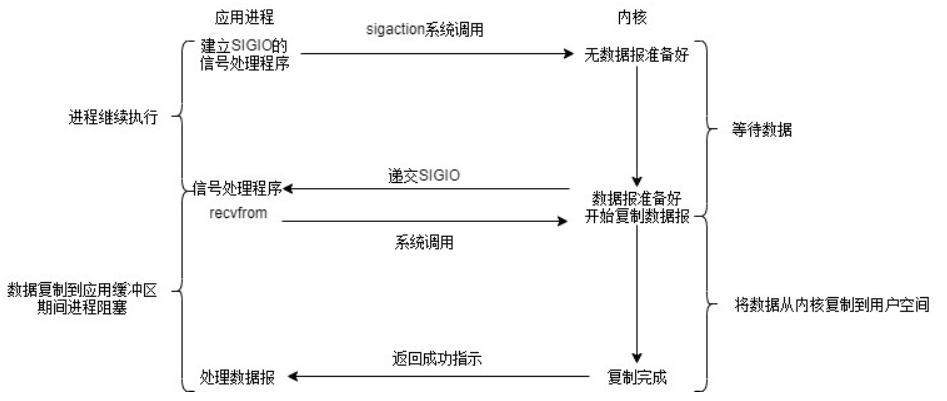 应用进程
内核
建立SIGIO的
信号处理程序
sigaction系统调用
无数据报准备好
进程继续执行
等待数据
信号处理程序
递交SIGIO
数据报准备好
开始复制数据报
recvfrom
系统调用
数据复制到应用缓冲区
期间进程阻塞
将数据从内核复制到用户空间
返回成功指示
处理数据报
复制完成